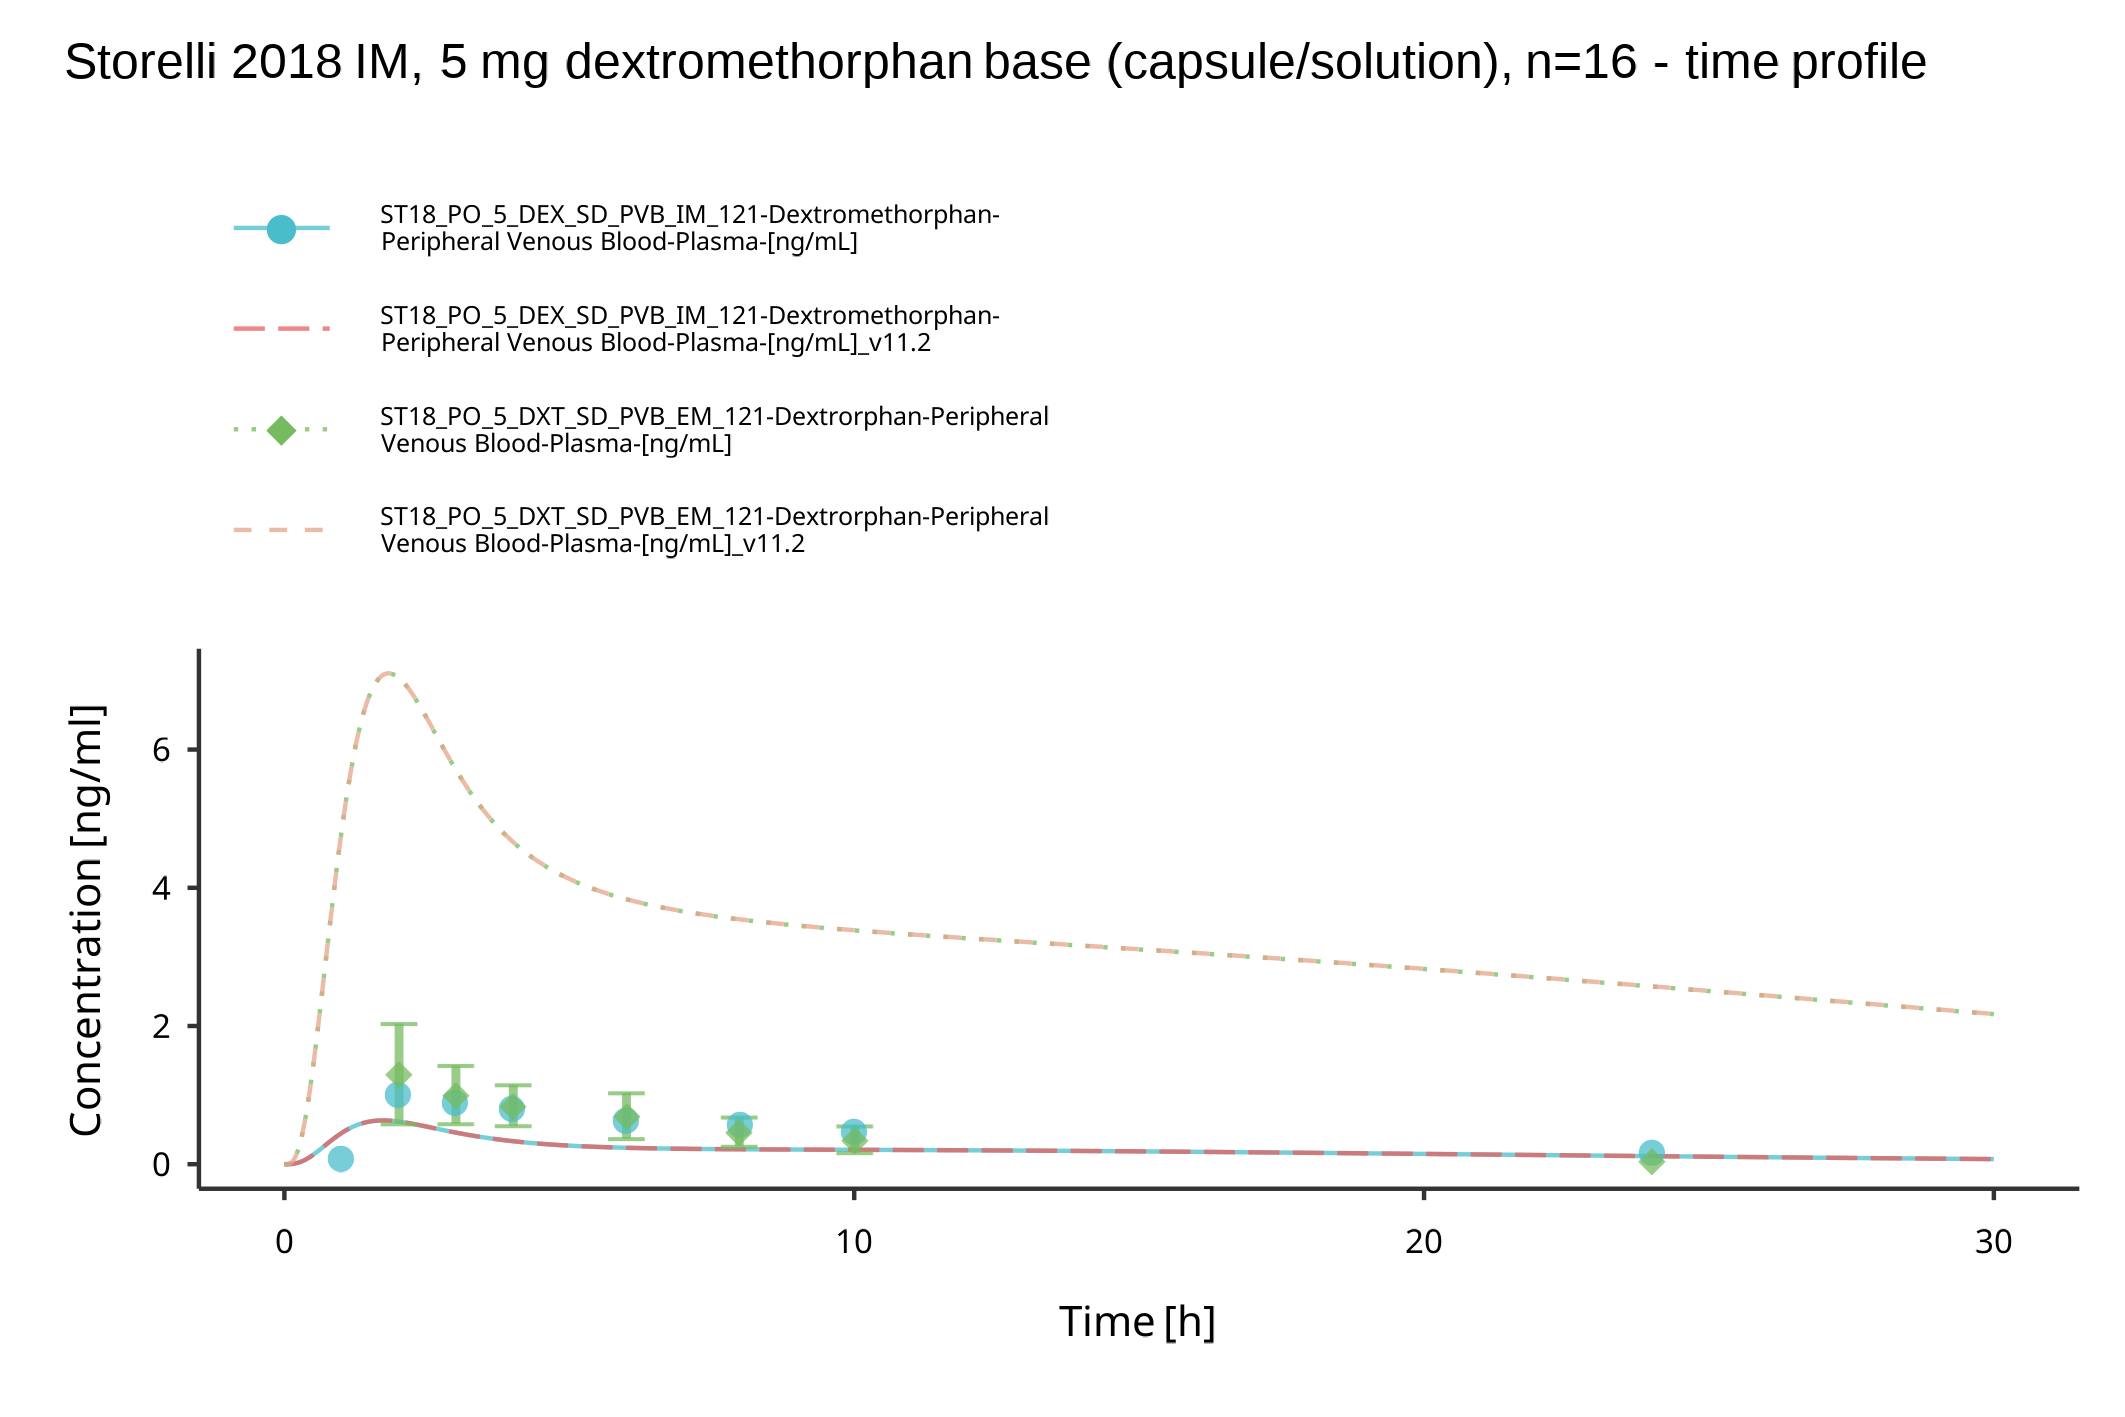 Storelli 2018 IM, 5 mg dextromethorphan base (capsule/solution), n=16 - time profile
ST18_PO_5_DEX_SD_PVB_IM_121-Dextromethorphan-
Peripheral Venous Blood-Plasma-[ng/mL]
ST18_PO_5_DEX_SD_PVB_IM_121-Dextromethorphan-
Peripheral Venous Blood-Plasma-[ng/mL]_v11.2
ST18_PO_5_DXT_SD_PVB_EM_121-Dextrorphan-Peripheral
Venous Blood-Plasma-[ng/mL]
ST18_PO_5_DXT_SD_PVB_EM_121-Dextrorphan-Peripheral
Venous Blood-Plasma-[ng/mL]_v11.2
Concentration [ng/ml]
6
4
2
0
0 10 20 30
Time [h]